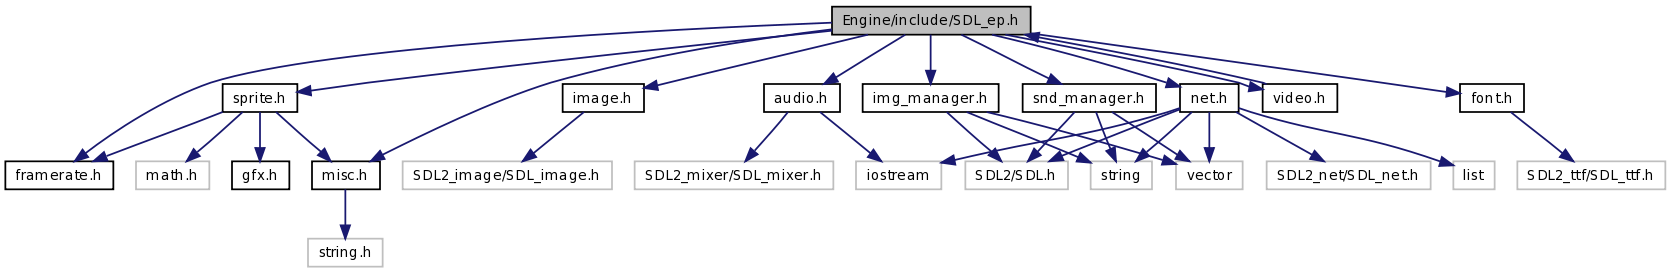 Engine/include/SDL_ep.h
sprite.h
image.h
audio.h
img_manager.h
snd_manager.h
net.h
video.h
font.h
framerate.h
math.h
gfx.h
misc.h
SDL2_image/SDL_image.h
SDL2_mixer/SDL_mixer.h
iostream
SDL2/SDL.h
string
vector
SDL2_net/SDL_net.h
list
SDL2_ttf/SDL_ttf.h
string.h